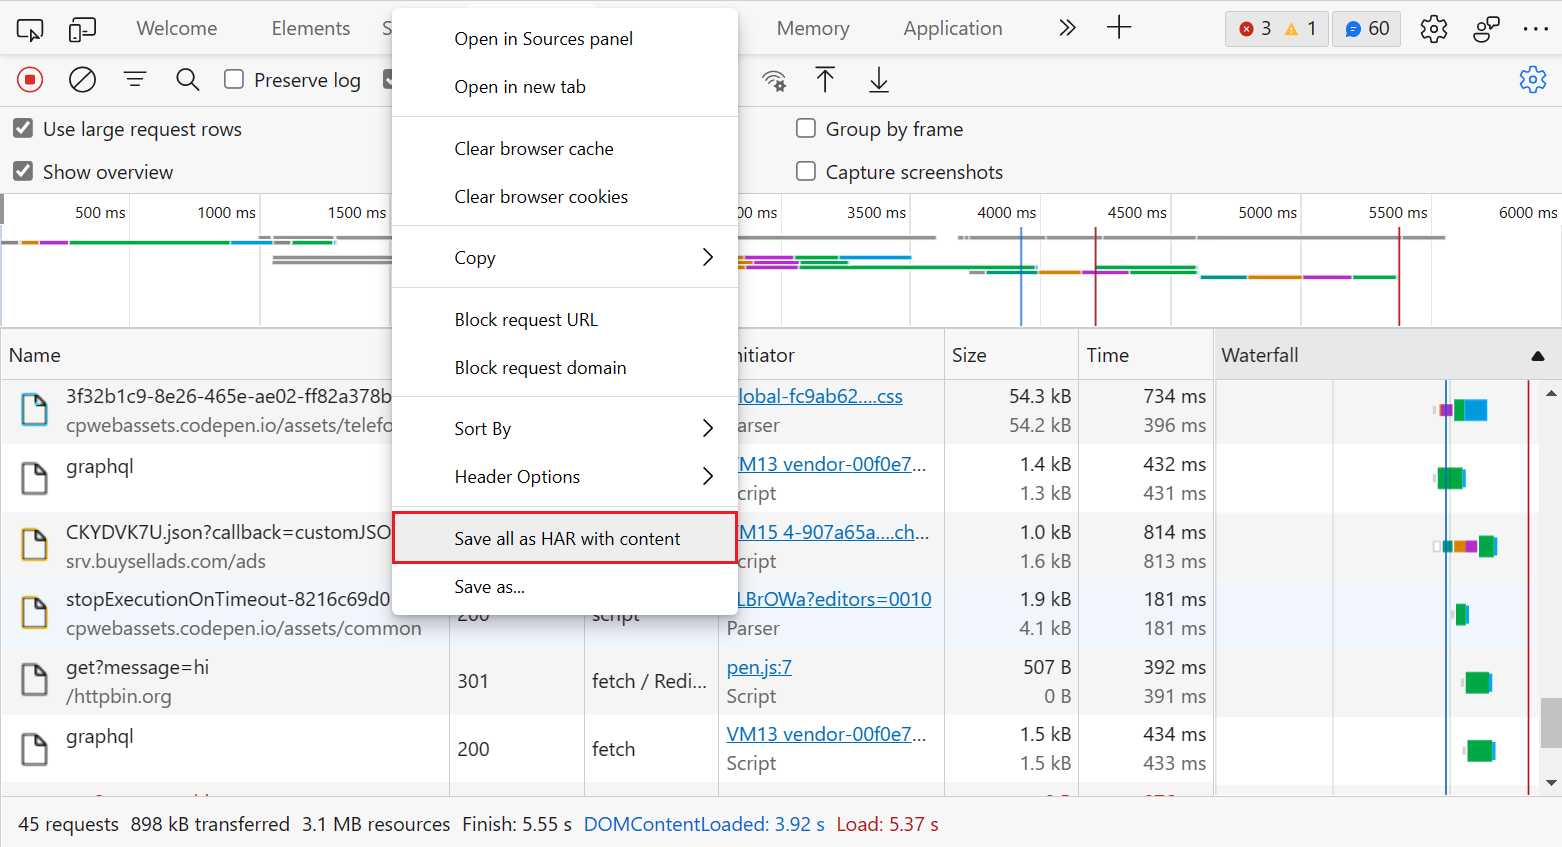 Welcome Elements S Memory Application 3 1 60
Preserve log
Use large request rows Group by frame
Show overview Capture screenshots
500 ms 1000 ms 1500 ms 00 ms 3500 ms 4000 ms 4500 ms 5000 ms 5500 ms 6000 ms
Open in Sources panel
Open in new tab
Clear browser cache
Clear browser cookies
Copy
Block request URL
Block request domain
Sort By
Header Options
Save all as HAR with content
Save as...
Name nitiator Size Time Waterfall
3f32b1c9-8e26-465e-ae02-ff82a378b lobal-fc9ab62....css 54.3 kB 734 ms
cpwebassets.codepen.io/assets/telefo arser 54.2 kB 396 ms
graphql VM13 vendor-00f0e7... 1.4 kB 432 ms
cript 1.3 kB 431 ms
CKYDVK7U.json?callback=customJSO VM15 4-907a65a....ch... 1.0 kB 814 ms
srv.buysellads.com/ads cript 1.6 kB 813 ms
stopExecutionOnTimeout-8216c69d0 200 script LBrOWa?editors=0010 1.9 kB 181 ms
cpwebassets.codepen.io/assets/common Parser 4.1 kB 181 ms
get?message=hi 301 fetch / Redi... pen.js:7 507 B 392 ms
/httpbin.org Script 0 B 391 ms
graphql 200 fetch VM13 vendor-00f0e7... 1.5 kB 434 ms
Script 1.5 kB 433 ms
45 requests 898 kB transferred 3.1 MB resources Finish: 5.55 s DOMContentLoaded: 3.92 s Load: 5.37 s